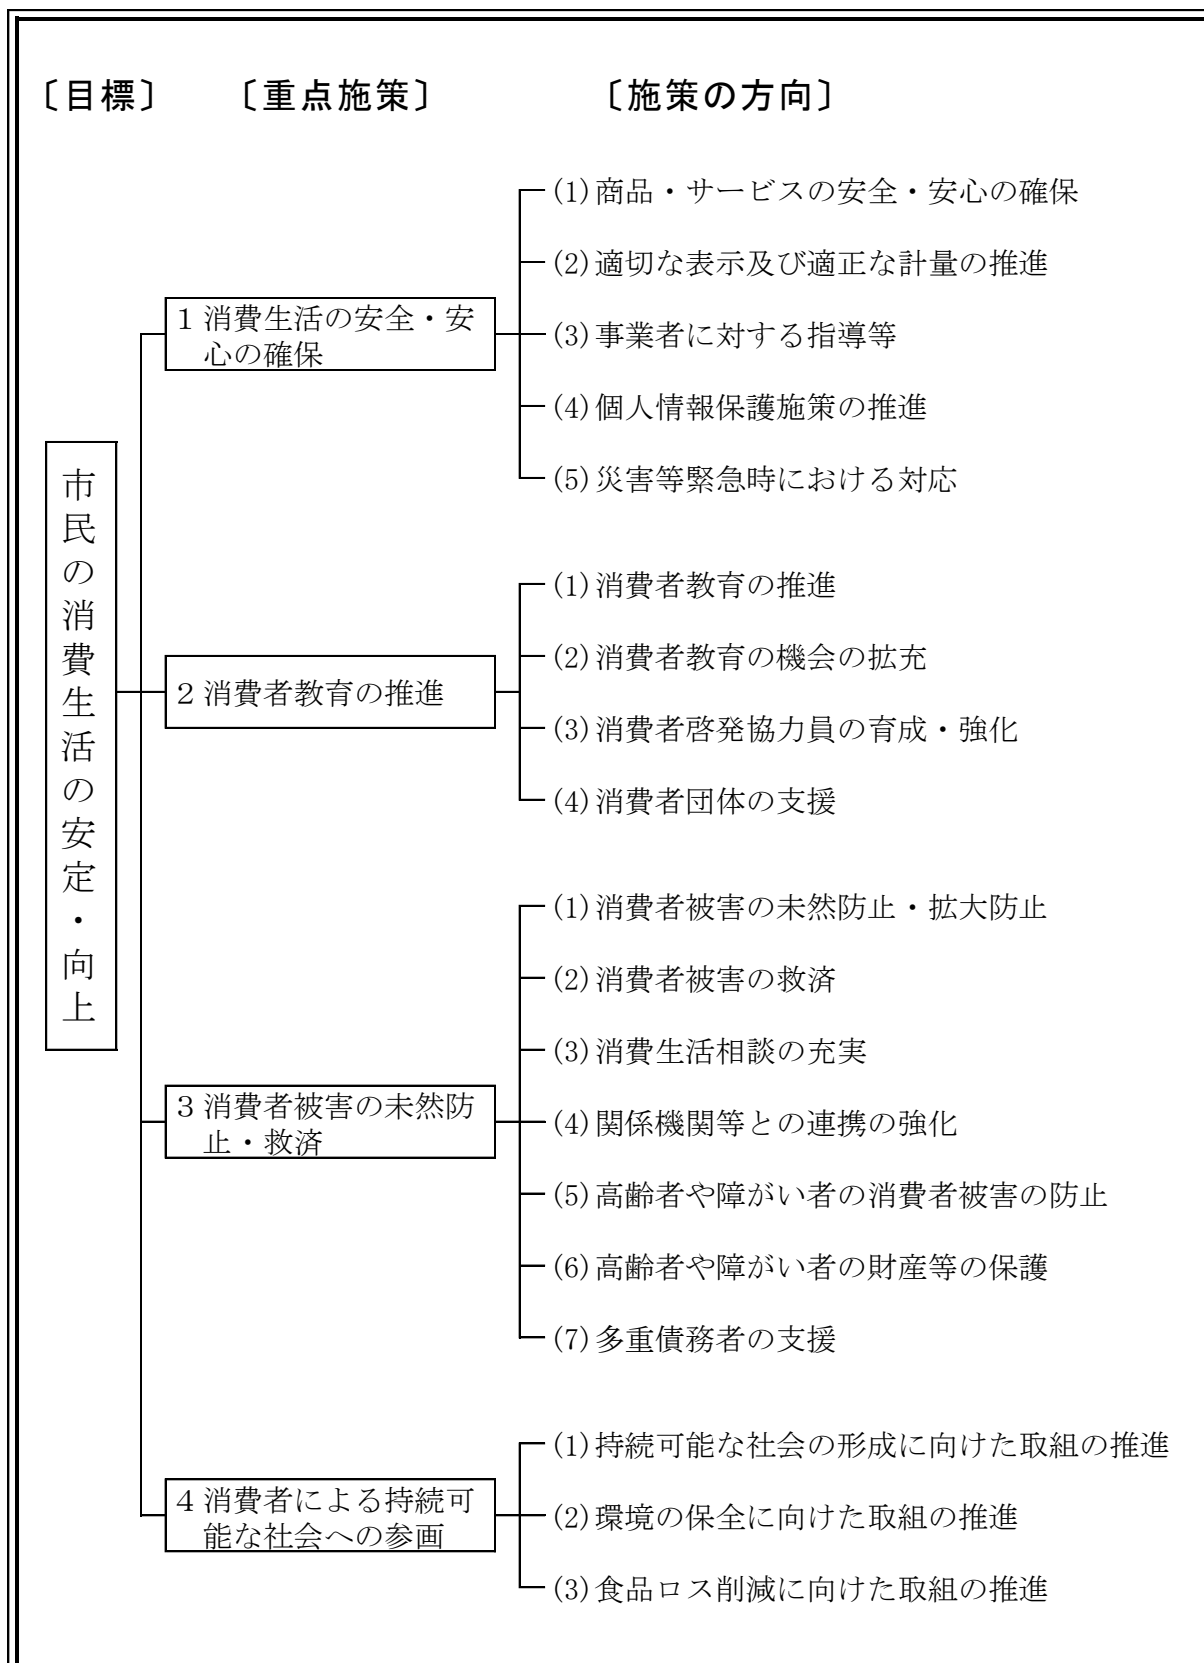 〔目標〕 〔重点施策〕 〔施策の方向〕
市民の消費生活の安定・向上
1 消費生活の安全・安
心の確保
(1)商品・サービスの安全・安心の確保
(2)適切な表示及び適正な計量の推進
(3)事業者に対する指導等
(4)個人情報保護施策の推進
(5)災害等緊急時における対応
2 消費者教育の推進
(1)消費者教育の推進
(2)消費者教育の機会の拡充
(3)消費者啓発協力員の育成・強化
(4)消費者団体の支援
3 消費者被害の未然防
止・救済
(1)消費者被害の未然防止・拡大防止
(2)消費者被害の救済
(3)消費生活相談の充実
(4)関係機関等との連携の強化
(5)高齢者や障がい者の消費者被害の防止
(6)高齢者や障がい者の財産等の保護
(7)多重債務者の支援
4 消費者による持続可
能な社会への参画
(1)持続可能な社会の形成に向けた取組の推進
(2)環境の保全に向けた取組の推進
(3)食品ロス削減に向けた取組の推進